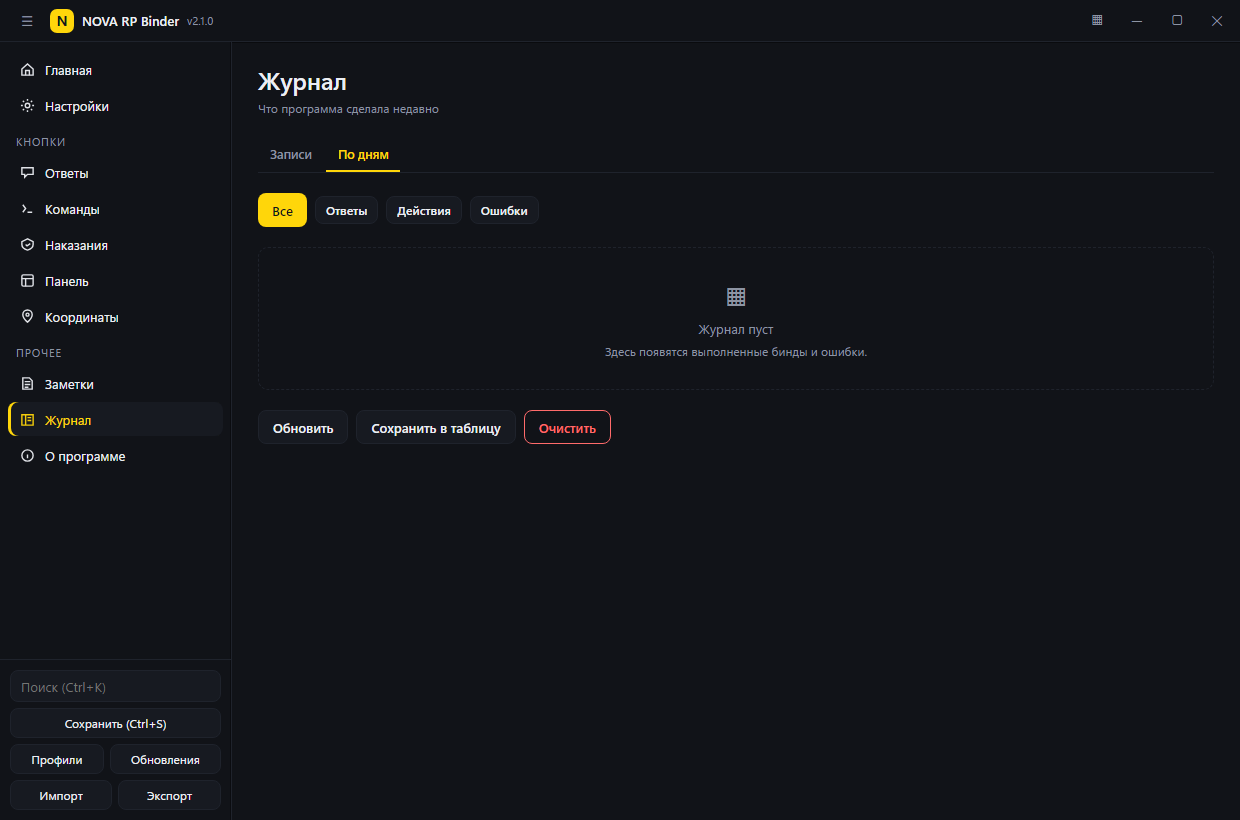 N NOVA RP Binder v2.1.0
Главная
Настройки
КНОПКИ
Ответы
Команды
Наказания
Панель
Координаты
ПРОЧЕЕ
Заметки
Журнал
О программе
Поиск (Ctrl+K)
Сохранить (Ctrl+S)
Профили Обновления
Импорт Экспорт
Журнал
Что программа сделала недавно
Записи По дням
Все Ответы Действия Ошибки
Журнал пуст
Здесь появятся выполненные бинды и ошибки.
Обновить Сохранить в таблицу Очистить